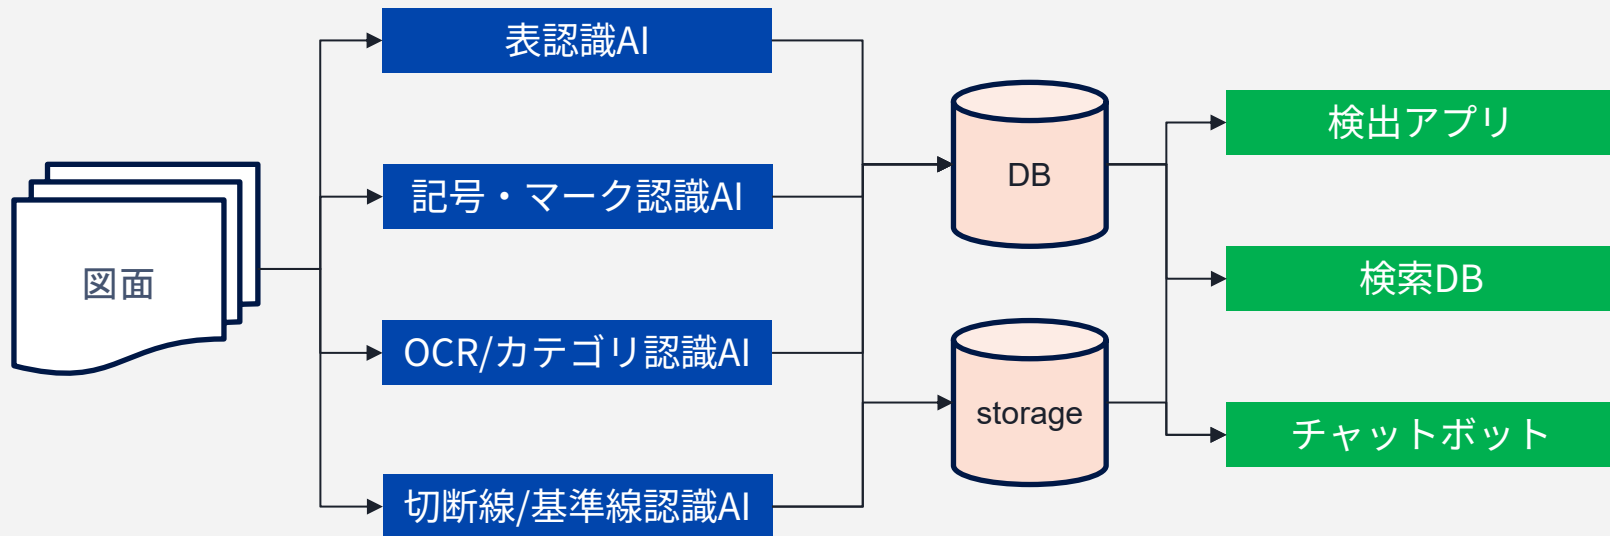 図面
表認識AI
記号・マーク認識AI
OCR/カテゴリ認識AI
切断線/基準線認識AI
DB
storage
検出アプリ
検索DB
チャットボット